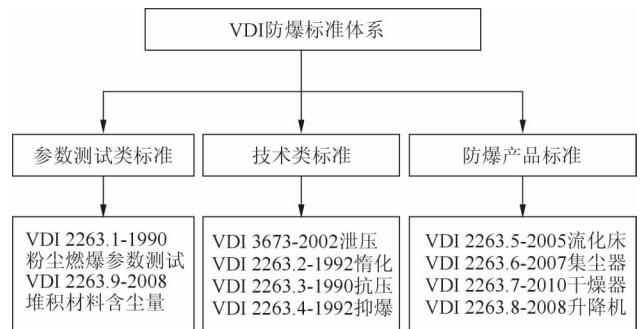 VDI防爆标准体系
参数测试类标准
技术类标准
防爆产品标准
VDI 2263.1-1990
粉尘燃爆参数测试
VDI 2263.9-2008
堆积材料含尘量
VDI 3673-2002泄压
VDI 2263.2-1992惰化
VDI 2263.3-1990抗压
VDI 2263.4-1992抑爆
VDI 2263.5-2005流化床
VDI 2263.6-2007集尘器
VDI 2263.7-2010干燥器
VDI 2263.8-2008升降机